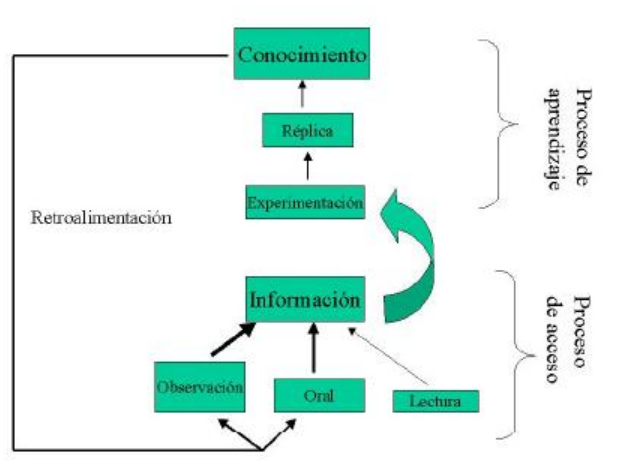 Conocimiento
Réplica
Experimentación
Proceso de
aprendizaje
Retroalimentación
Información
Observación
Oral
Lectura
Proceso
de acceso